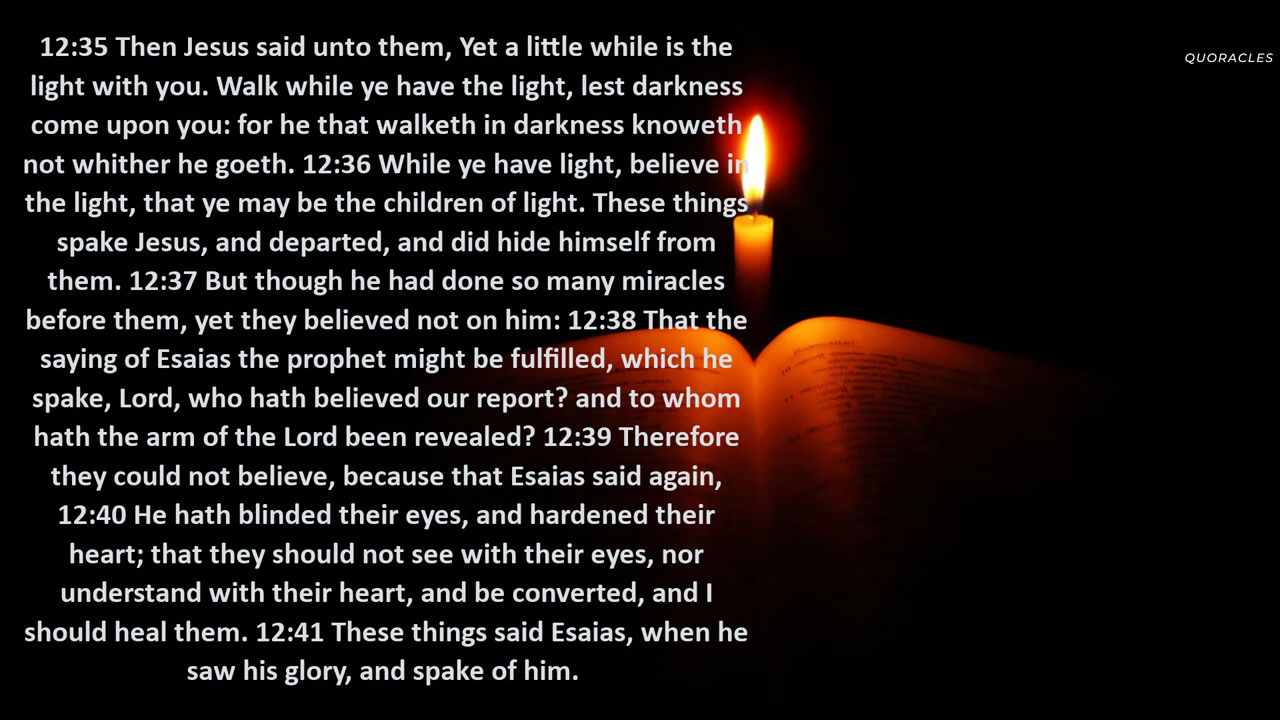 12:35 Then Jesus said unto them, Yet a little while is the
light with you. Walk while ye have the light, lest darkness
come upon you: for he that walketh in darkness knoweth
not whither he goeth. 12:36 While ye have light, believe in
the light, that ye may be the children of light. These things
spake Jesus, and departed, and did hide himself from
them. 12:37 But though he had done so many miracles
before them, yet they believed not on him: 12:38 That the
saying of Esaias the prophet might be fulfilled, which he
spake, Lord, who hath believed our report? and to whom
hath the arm of the Lord been revealed? 12:39 Therefore
they could not believe, because that Esaias said again,
12:40 He hath blinded their eyes, and hardened their
heart; that they should not see with their eyes, nor
understand with their heart, and be converted, and I
should heal them. 12:41 These things said Esaias, when he
saw his glory, and spake of him.
QUORACLES